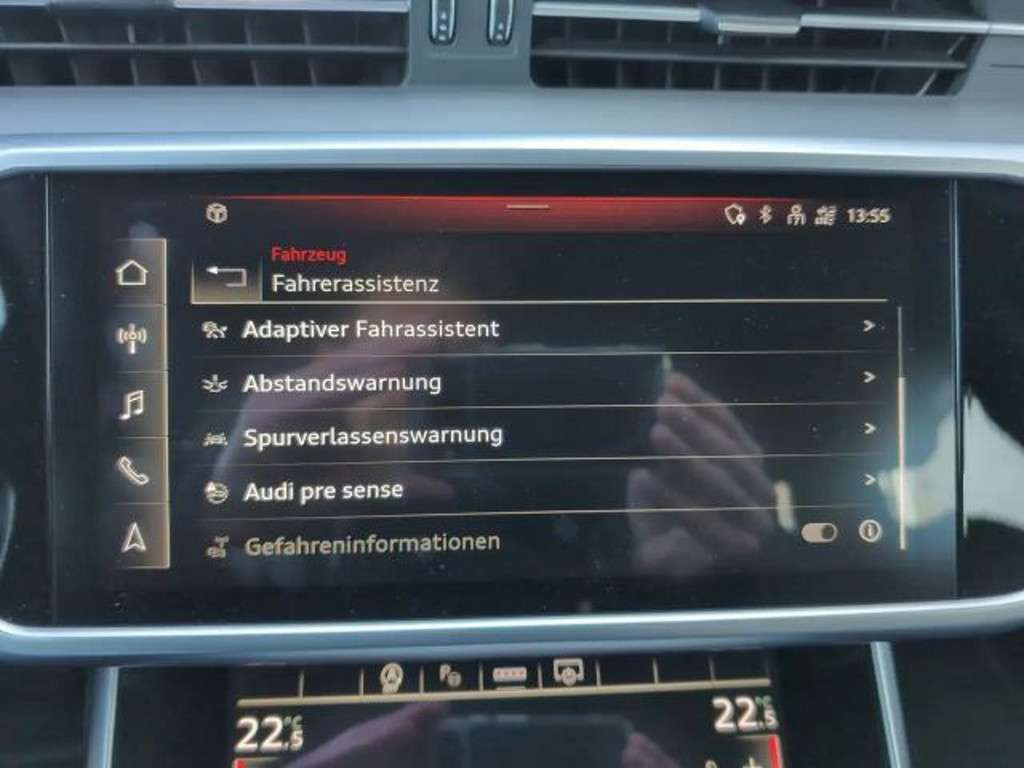 13:55
Fahrzeug
Fahrerassistenz
Adaptiver Fahrassistent >
Abstandswarnung >
Spurverlassenswarnung >
Audi pre sense >
Gefahreninformationen
22.5 °C
22.5 °C